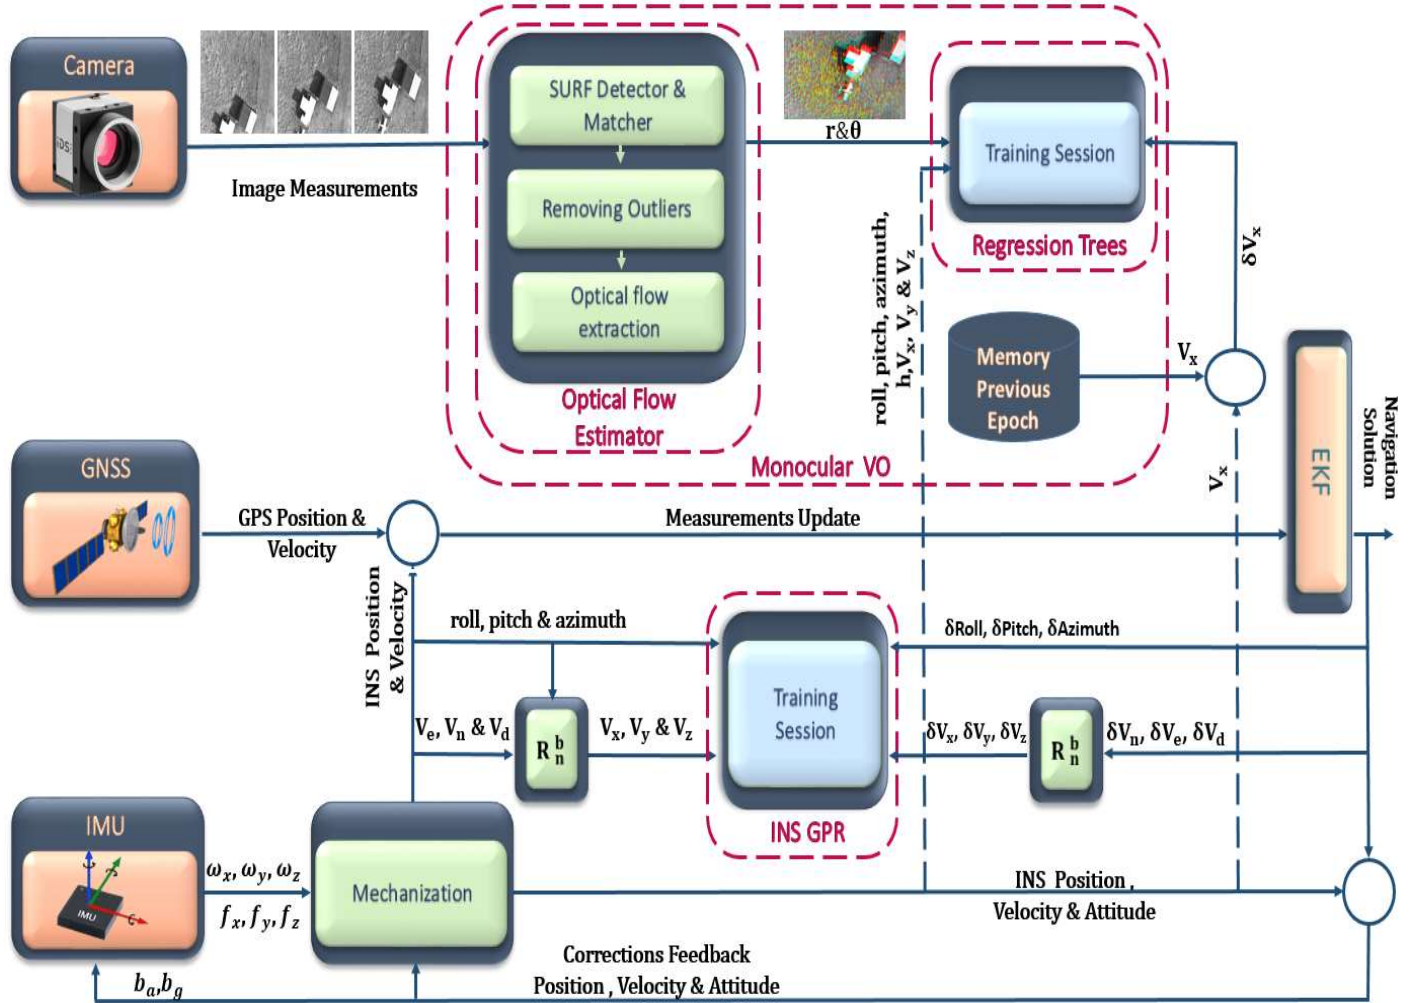 Camera
iDS
Image Measurements
SURF Detector &
Matcher
Removing Outliers
Optical flow
extraction
Optical Flow
Estimator
r&θ
Training Session
Regression Trees
roll, pitch, azimuth,
h,Vx, Vy & Vz
δVx
Memory
Previous
Epoch
Vx
Vx
Monocular VO
EKF
Navigation
Solution
GNSS
GPS Position &
Velocity
Measurements Update
INS Position
& Velocity
roll, pitch & azimuth
δRoll, δPitch, δAzimuth
Training
Session
Ve, Vn & Vd
R b n
Vx, Vy & Vz
δVx, δVy, δVz
R b n
δVn, δVe, δVd
INS GPR
IMU
IMU
ωx, ωy, ωz
fx, fy, fz
Mechanization
INS Position ,
Velocity & Attitude
Corrections Feedback
Position , Velocity & Attitude
ba,bg